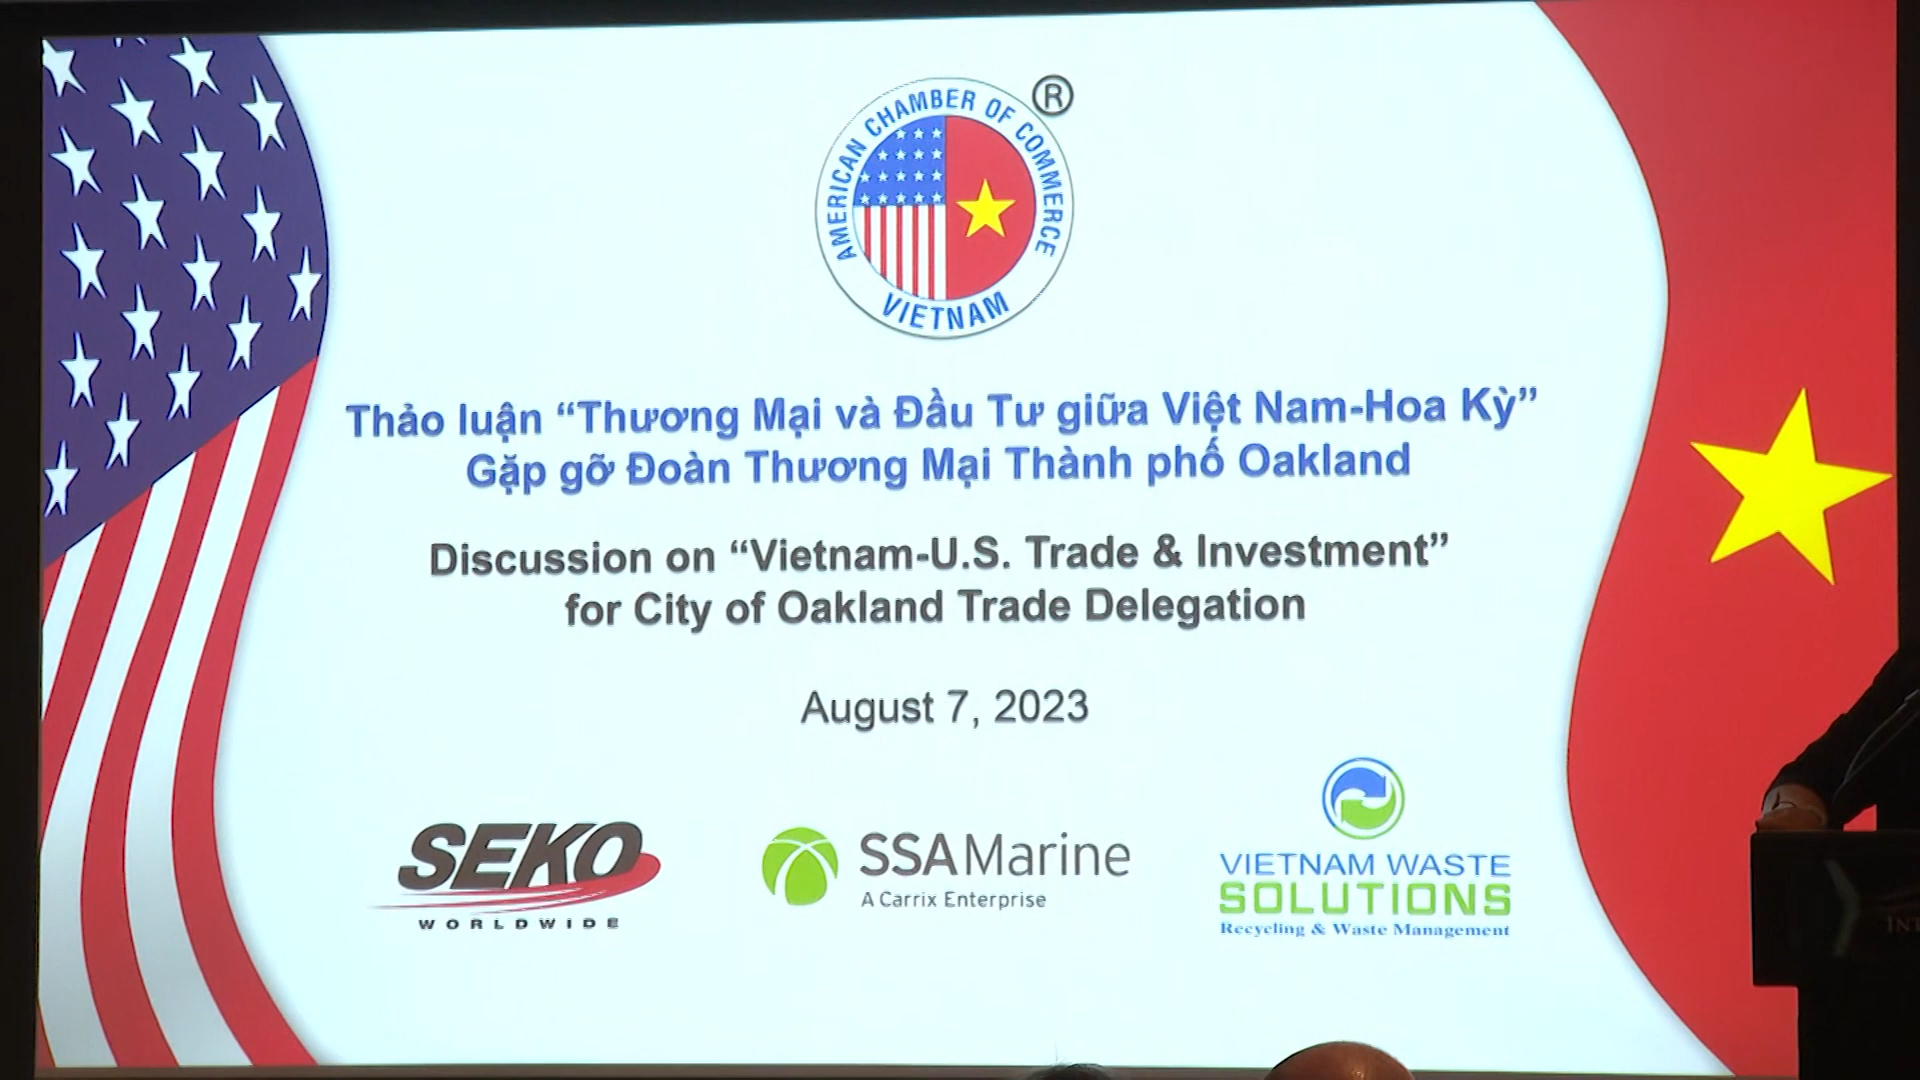 AMERICAN CHAMBER OF COMMERCE
®
VIETNAM
Thảo luận “Thương Mại và Đầu Tư giữa Việt Nam-Hoa Kỳ”
Gặp gỡ Đoàn Thương Mại Thành phố Oakland
Discussion on “Vietnam-U.S. Trade & Investment”
for City of Oakland Trade Delegation
August 7, 2023
SEKO
WORLDWIDE
SSA Marine
A Carrix Enterprise
VIETNAM WASTE
SOLUTIONS
Recycling & Waste Management